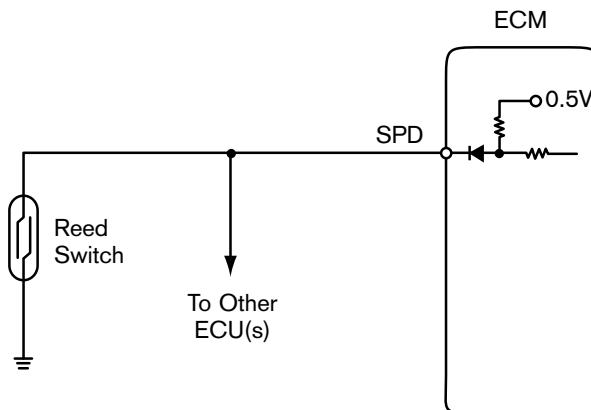 ECM
0.5V
SPD
Reed
Switch
To Other
ECU(s)